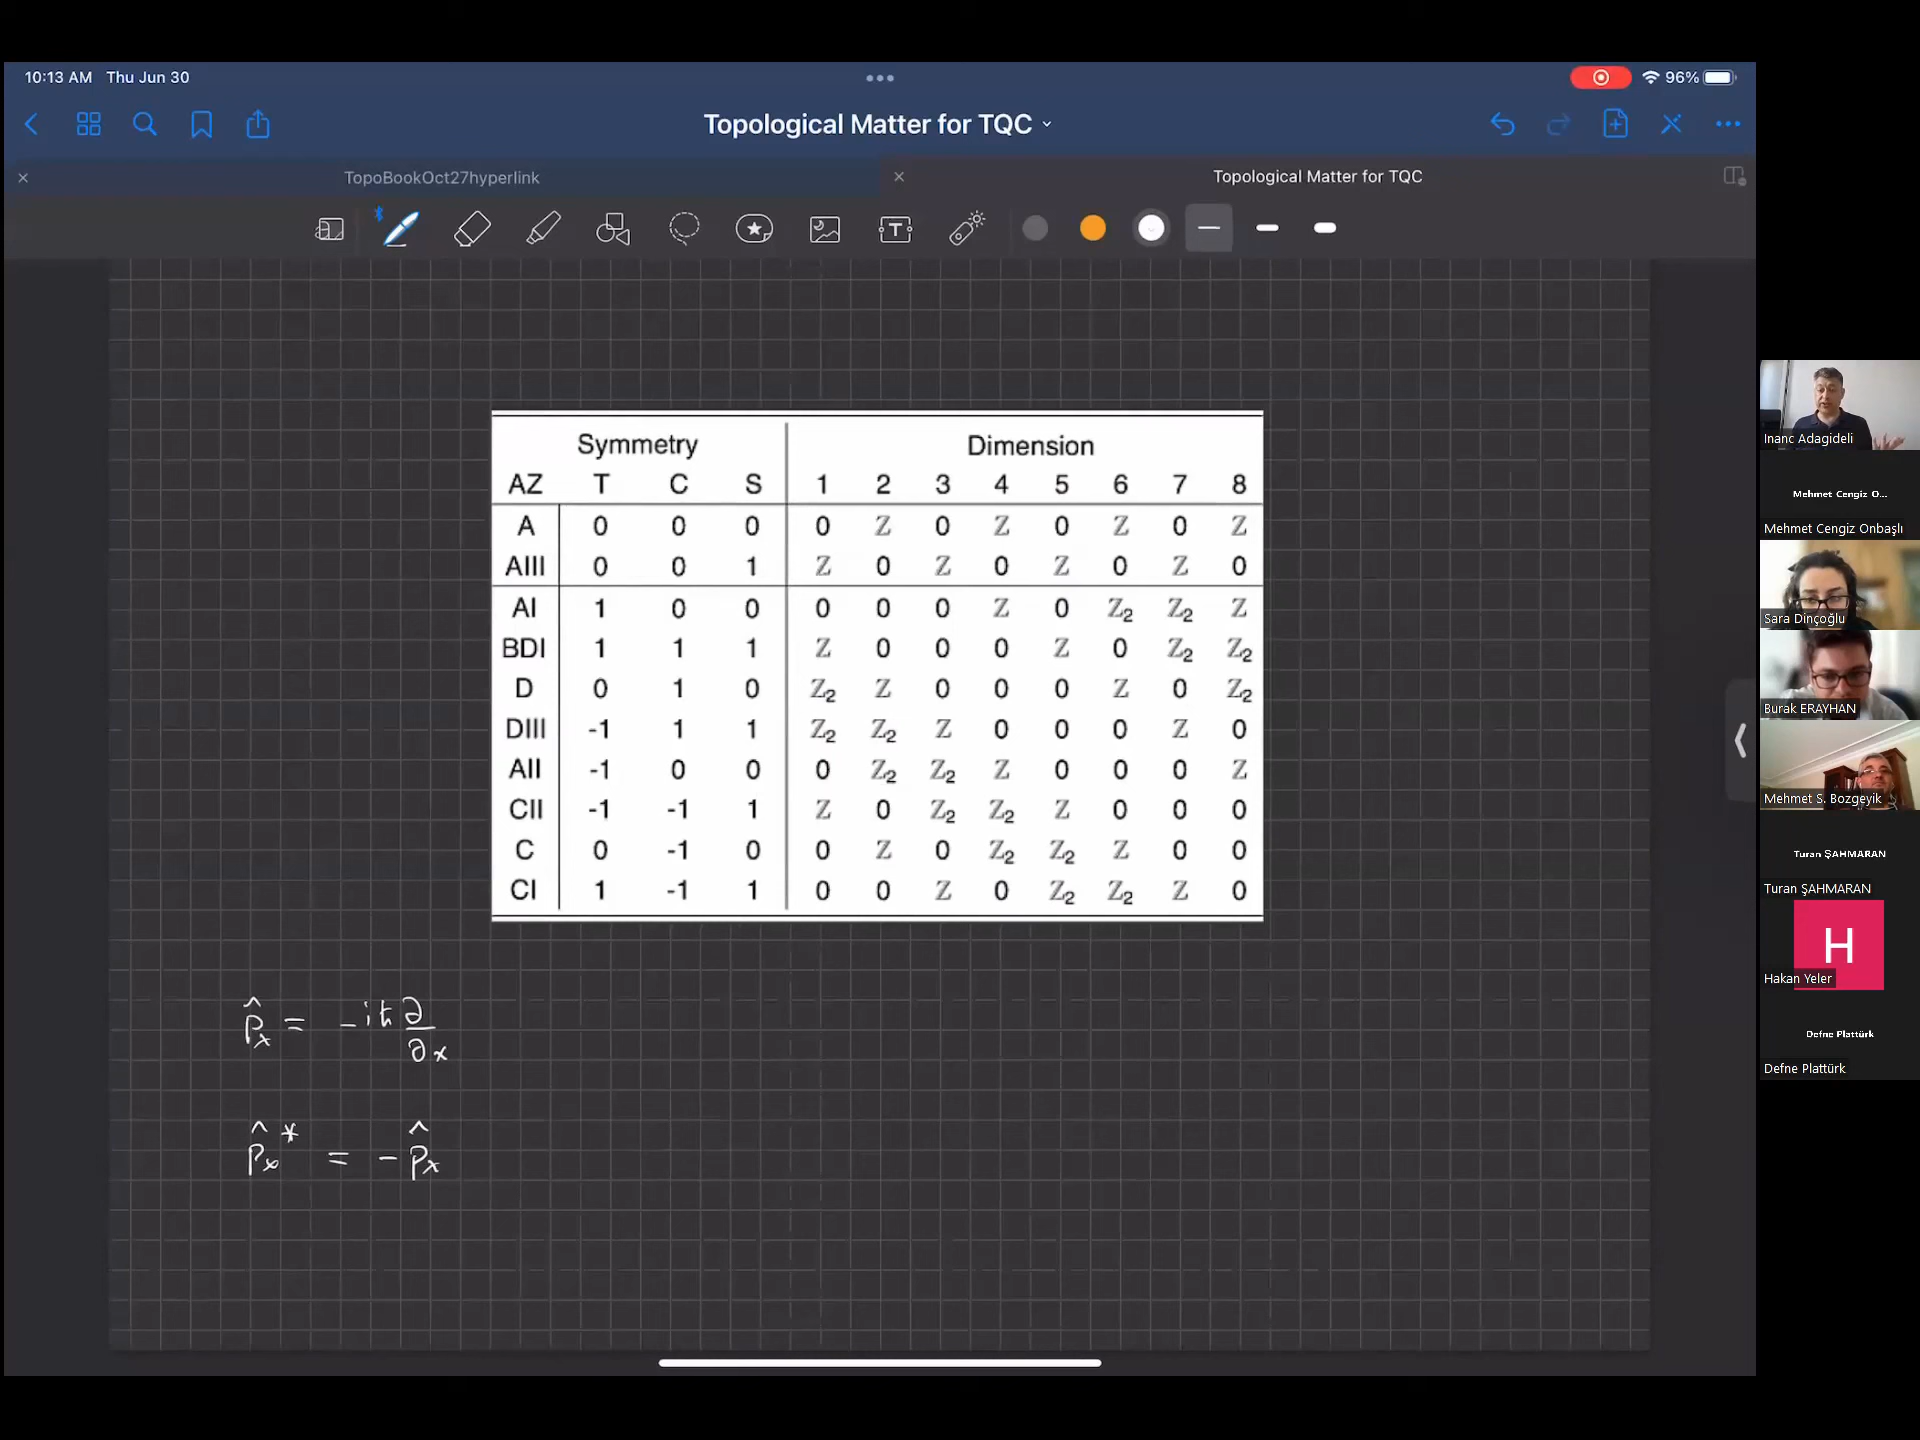 10:13 AM Thu Jun 30
96%
Topological Matter for TQC
TopoBookOct27hyperlink
Topological Matter for TQC
Symmetry Dimension
AZ T C S 1 2 3 4 5 6 7 8
A 0 0 0 0 ℤ 0 ℤ 0 ℤ 0 ℤ
AIII 0 0 1 ℤ 0 ℤ 0 ℤ 0 ℤ 0
AI 1 0 0 0 0 0 ℤ 0 ℤ₂ ℤ₂ ℤ
BDI 1 1 1 ℤ 0 0 0 ℤ 0 ℤ₂ ℤ₂
D 0 1 0 ℤ₂ ℤ 0 0 0 ℤ 0 ℤ₂
DIII -1 1 1 ℤ₂ ℤ₂ ℤ 0 0 0 ℤ 0
AII -1 0 0 0 ℤ₂ ℤ₂ ℤ 0 0 0 ℤ
CII -1 -1 1 ℤ 0 ℤ₂ ℤ₂ ℤ 0 0 0
C 0 -1 0 0 ℤ 0 ℤ₂ ℤ₂ ℤ 0 0
CI 1 -1 1 0 0 ℤ 0 ℤ₂ ℤ₂ ℤ 0
p̂ₓ = -iħ ∂/∂x
p̂ₓ* = -p̂ₓ
Inanc Adagideli
Mehmet Cengiz O...
Mehmet Cengiz Onbaşlı
Sara Dinçoğlu
Burak ERAYHAN
Mehmet S. Bozgeyik
Turan ŞAHMARAN
Turan ŞAHMARAN
H
Hakan Yeler
Defne Plattürk
Defne Plattürk